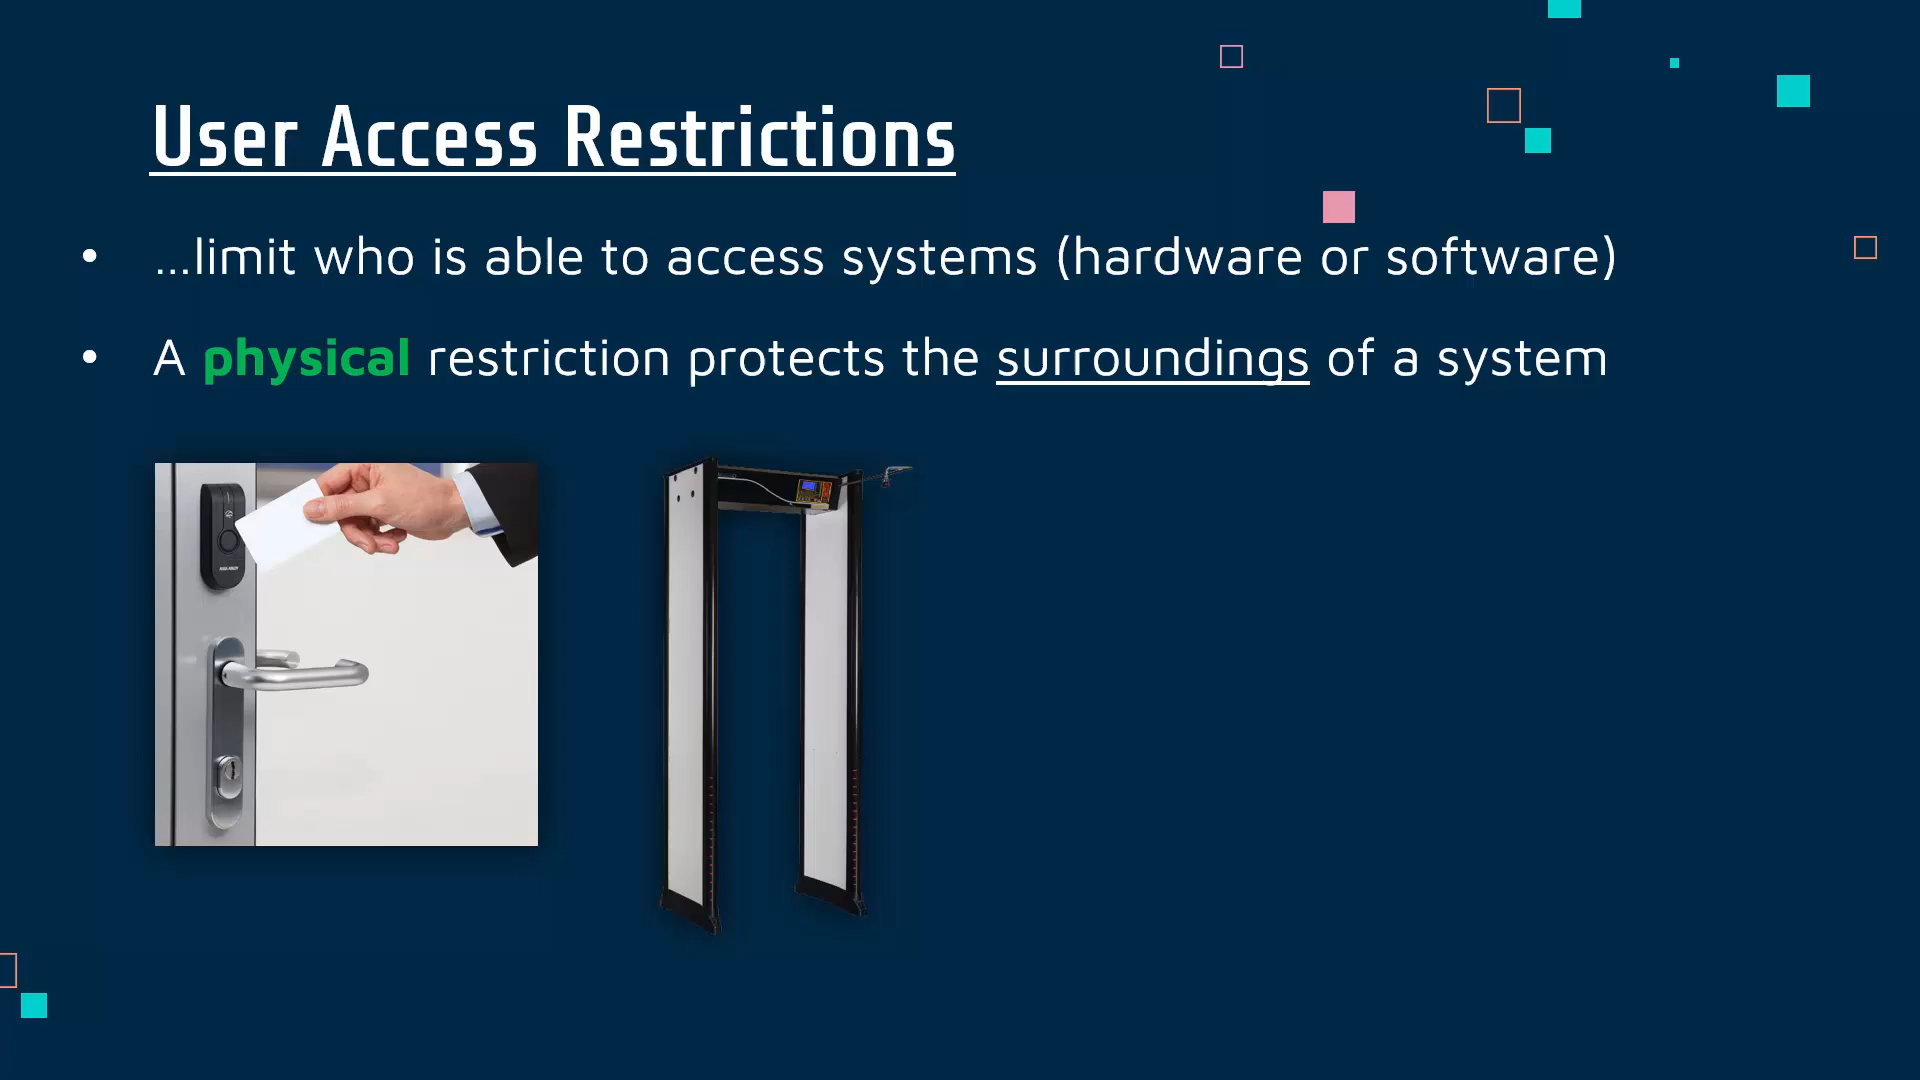 User Access Restrictions
• ...limit who is able to access systems (hardware or software)
• A physical restriction protects the surroundings of a system